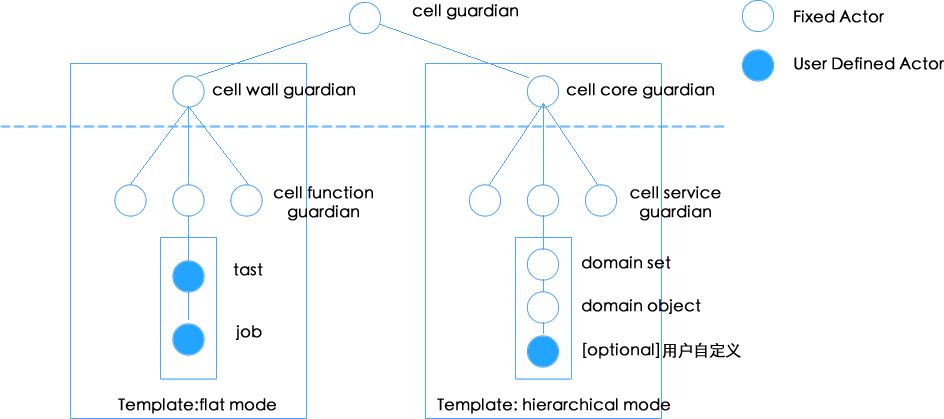 cell guardian
Fixed Actor
User Defined Actor
cell wall guardian
cell core guardian
cell function
guardian
cell service
guardian
tast
job
domain set
domain object
[optional]用户自定义
Template:flat mode
Template: hierarchical mode